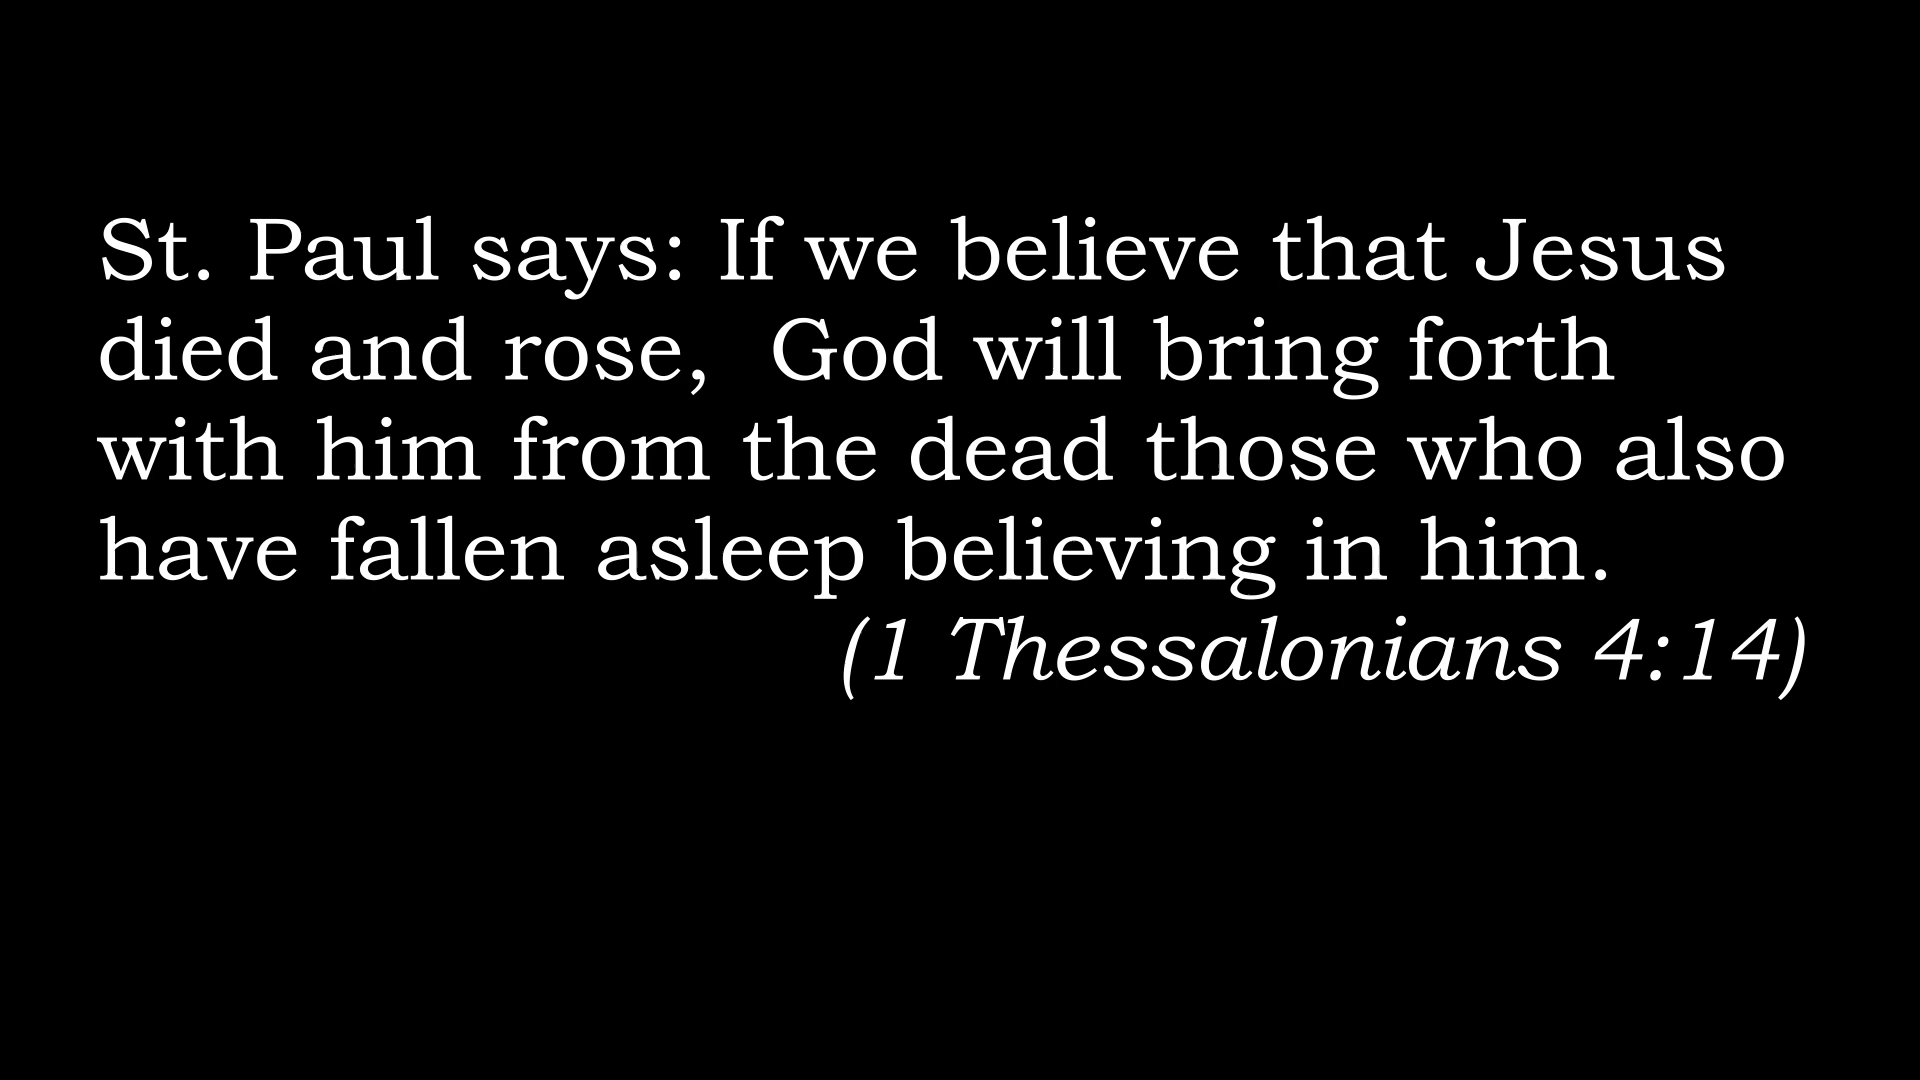 St. Paul says: If we believe that Jesus
died and rose,  God will bring forth
with him from the dead those who also
have fallen asleep believing in him.
(1 Thessalonians 4:14)